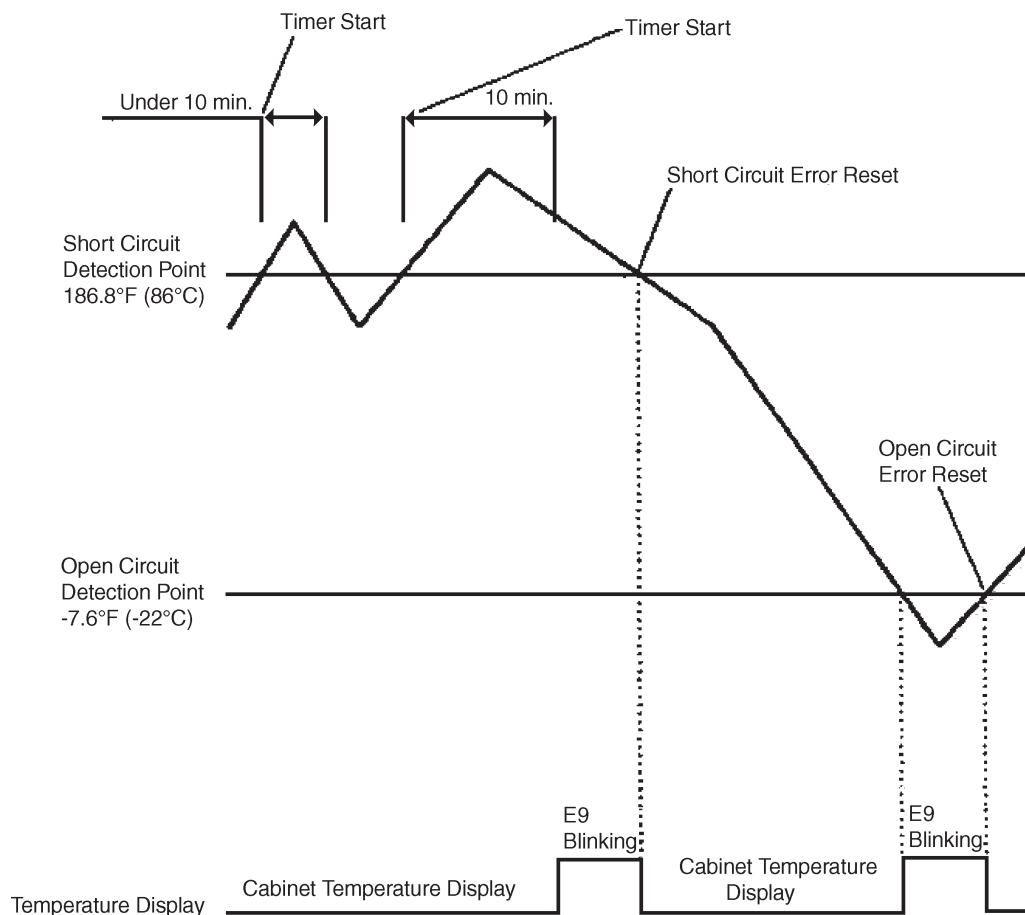 Timer Start
Timer Start
Under 10 min.
10 min.
Short Circuit Error Reset
Short Circuit
Detection Point
186.8°F (86°C)
Open Circuit
Error Reset
Open Circuit
Detection Point
-7.6°F (-22°C)
E9
Blinking
E9
Blinking
Cabinet Temperature Display
Cabinet Temperature
Display
Temperature Display